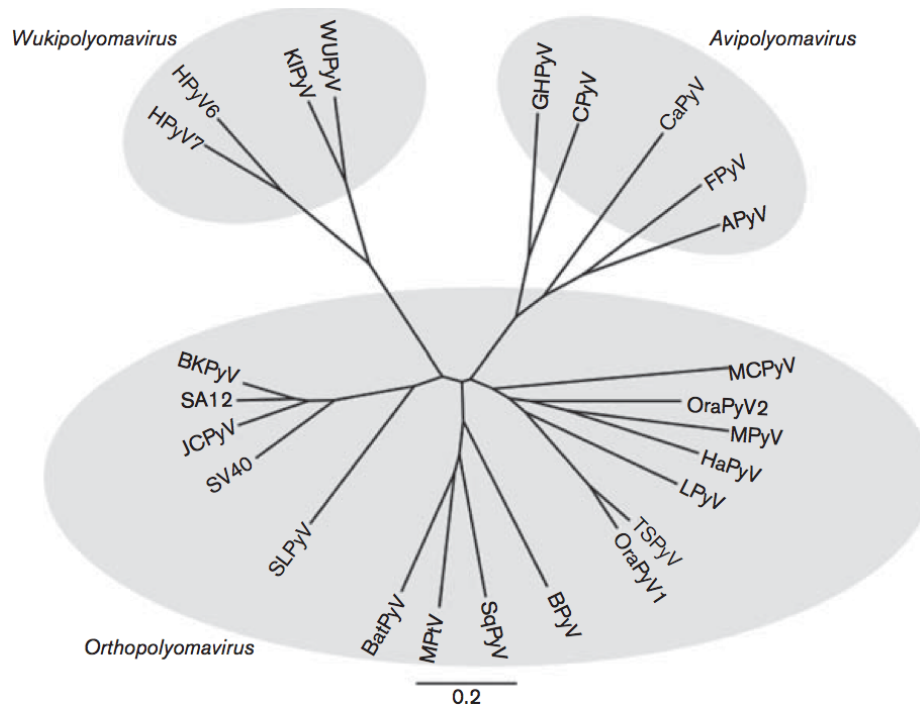 Wukipolyomavirus
Avipolyomavirus
HPyV7
HPyV6
KIPyV
WUPyV
GHPyV
CPyV
CaPyV
FPyV
APyV
BKPyV
SA12
JCPyV
SV40
SLPyV
BatPyV
MPtV
SqPyV
BPyV
OraPyV1
TSPyV
LPyV
HaPyV
MPyV
OraPyV2
MCPyV
Orthopolyomavirus
0.2